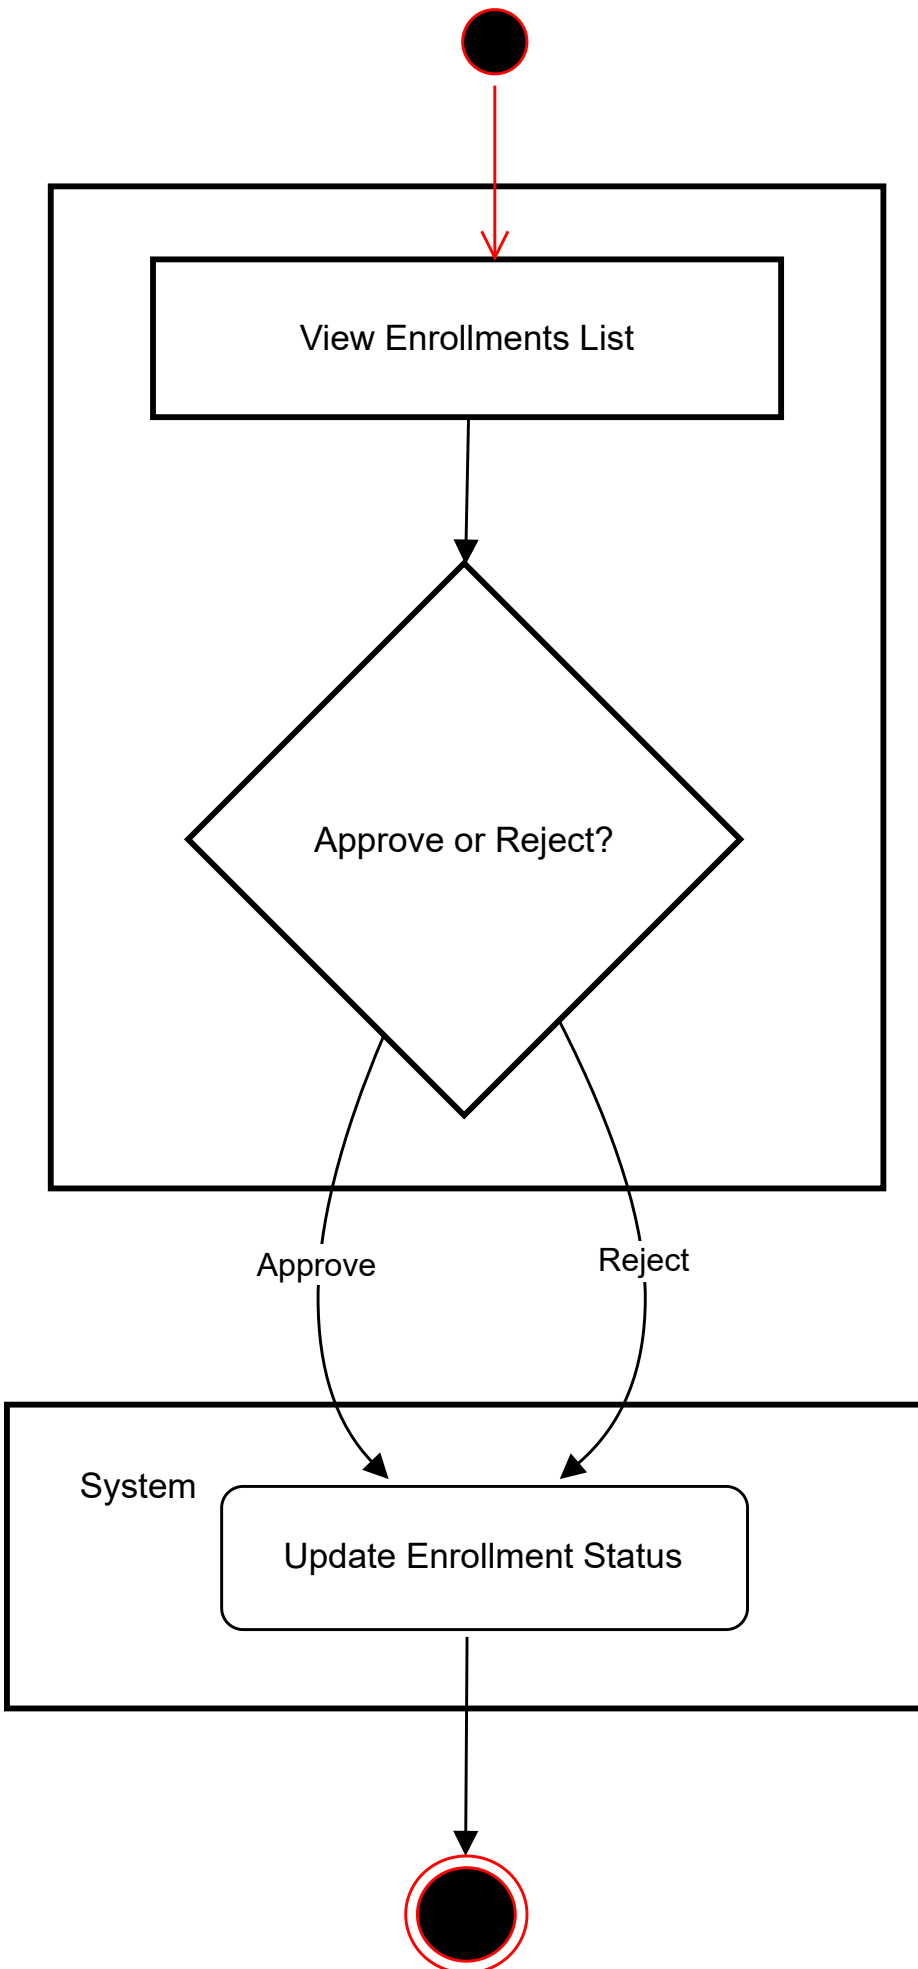 View Enrollments List
Approve or Reject?
Approve
Reject
System
Update Enrollment Status